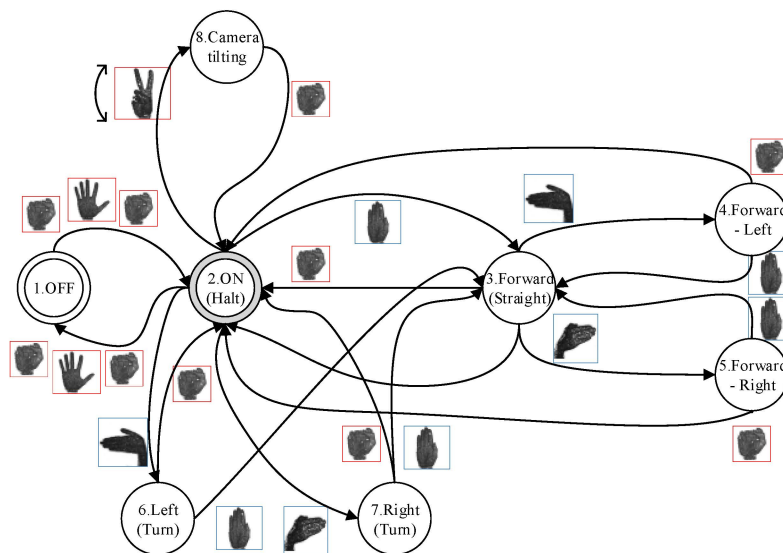 8.Camera
tilting
1.OFF
2.ON
(Halt)
3.Forward
(Straight)
4.Forward
- Left
5.Forward
- Right
6.Left
(Turn)
7.Right
(Turn)